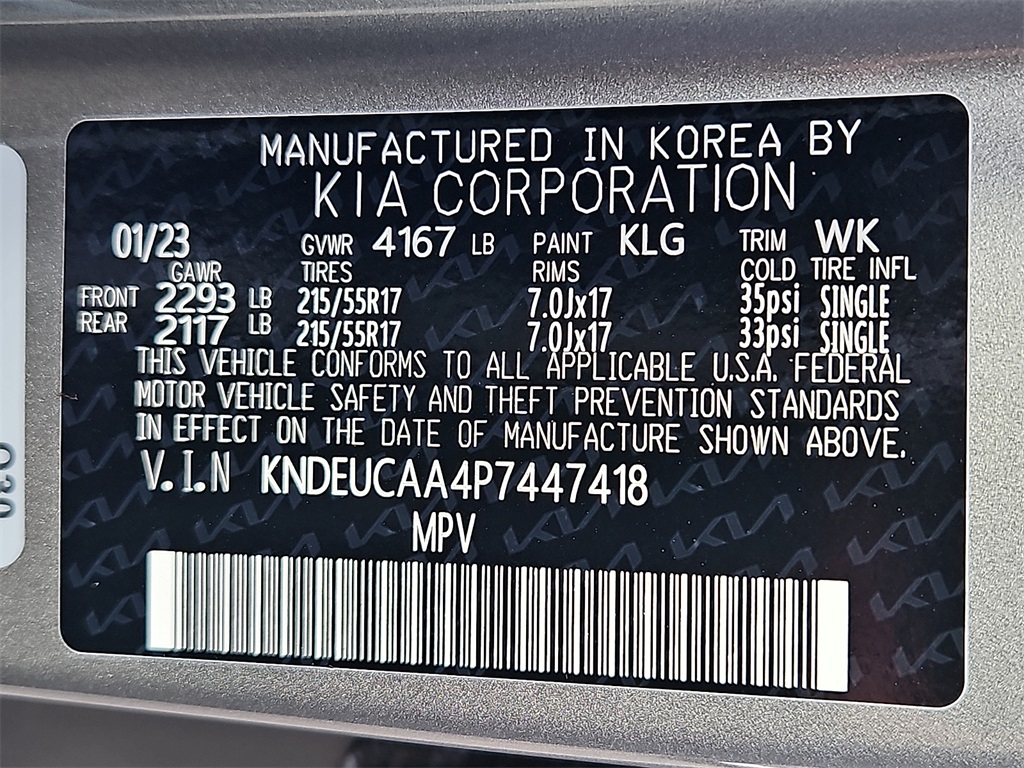 MANUFACTURED IN KOREA BY
KIA CORPORATION
01/23 GVWR 4167 LB PAINT KLG TRIM WK
GAWR TIRES RIMS COLD TIRE INFL
FRONT 2293 LB 215/55R17 7.0Jx17 35psi SINGLE
REAR 2117 LB 215/55R17 7.0Jx17 33psi SINGLE
THIS VEHICLE CONFORMS TO ALL APPLICABLE U.S.A. FEDERAL
MOTOR VEHICLE SAFETY AND THEFT PREVENTION STANDARDS
IN EFFECT ON THE DATE OF MANUFACTURE SHOWN ABOVE.
V.I.N KNDEUCAA4P7447418
MPV